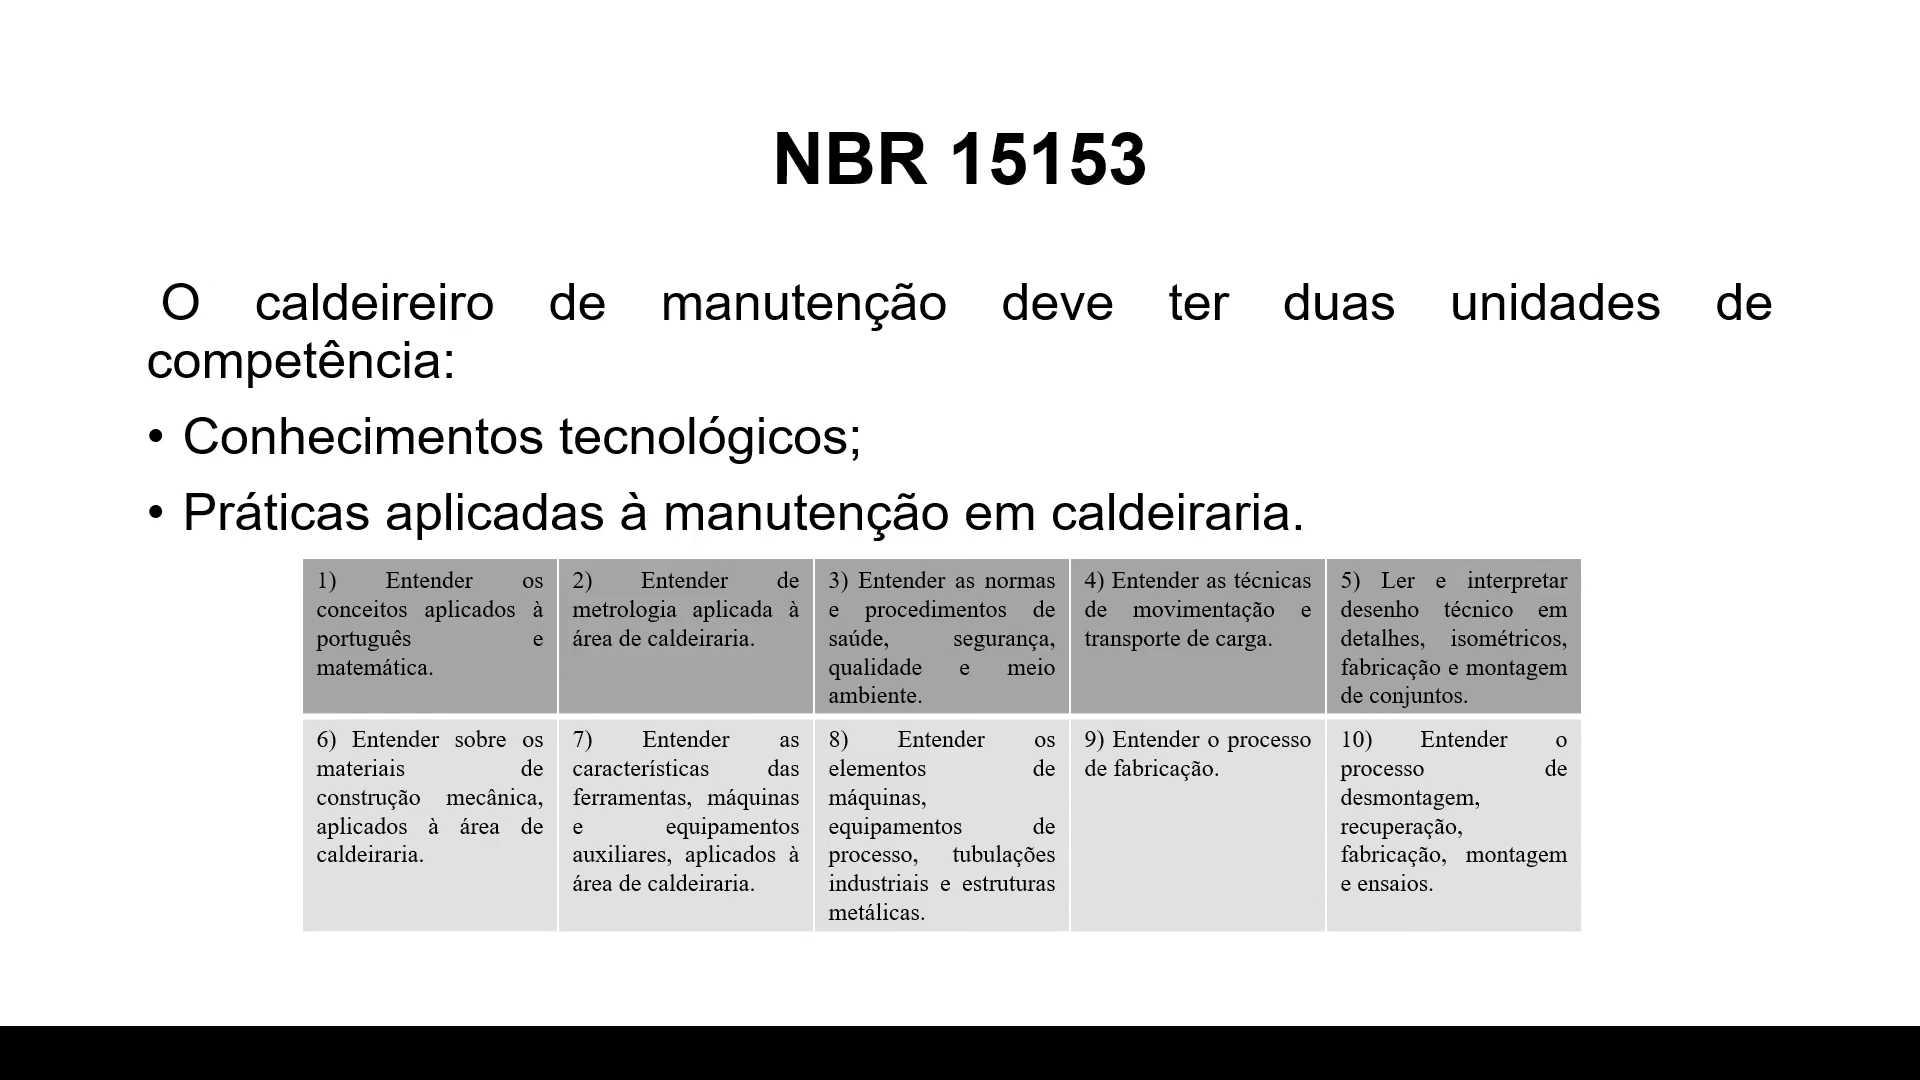 NBR 15153
O caldeireiro de manutenção deve ter duas unidades de
competência:
• Conhecimentos tecnológicos;
• Práticas aplicadas à manutenção em caldeiraria.
1) Entender os
conceitos aplicados à
português e
matemática.
2) Entender de
metrologia aplicada à
área de caldeiraria.
3) Entender as normas
e procedimentos de
saúde, segurança,
qualidade e meio
ambiente.
4) Entender as técnicas
de movimentação e
transporte de carga.
5) Ler e interpretar
desenho técnico em
detalhes, isométricos,
fabricação e montagem
de conjuntos.
6) Entender sobre os
materiais de
construção mecânica,
aplicados à área de
caldeiraria.
7) Entender as
características das
ferramentas, máquinas
e equipamentos
auxiliares, aplicados à
área de caldeiraria.
8) Entender os
elementos de
máquinas,
equipamentos de
processo, tubulações
industriais e estruturas
metálicas.
9) Entender o processo
de fabricação.
10) Entender o
processo de
desmontagem,
recuperação,
fabricação, montagem
e ensaios.